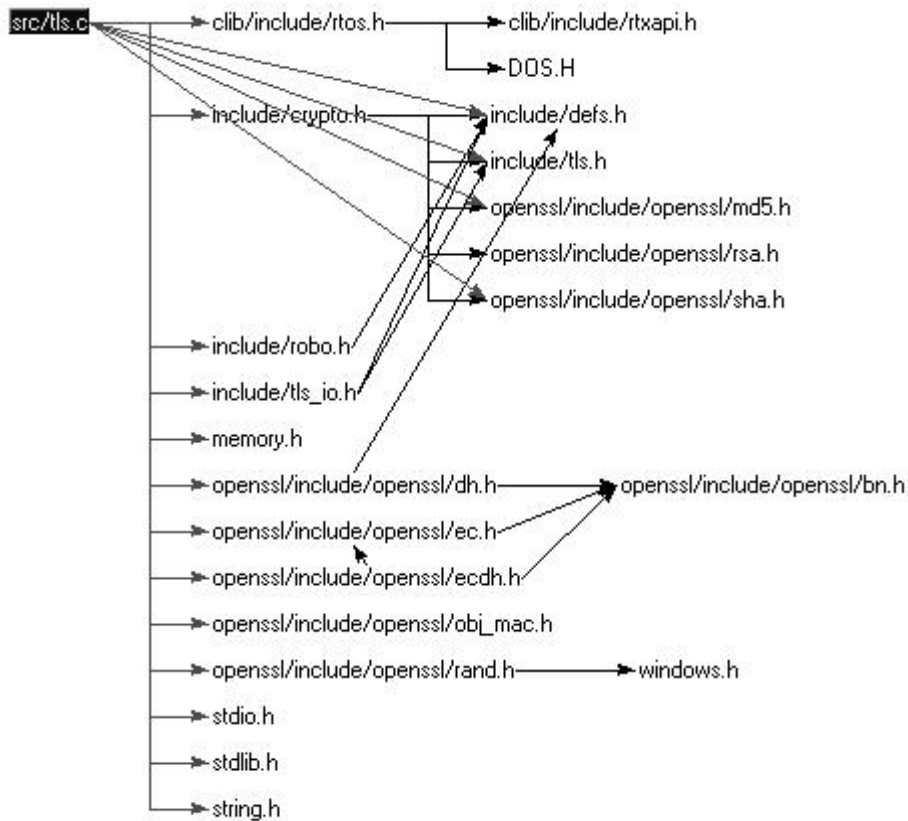 src/tls.c clib/include/rtos.h clib/include/rtxapi.h
DOS.H
include/crypto.h include/defs.h
include/tls.h
openssl/include/openssl/md5.h
openssl/include/openssl/rsa.h
openssl/include/openssl/sha.h
include/robo.h
include/tls_io.h
memory.h
openssl/include/openssl/dh.h openssl/include/openssl/bn.h
openssl/include/openssl/ec.h
openssl/include/openssl/ecdh.h
openssl/include/openssl/obj_mac.h
openssl/include/openssl/rand.h windows.h
stdio.h
stdlib.h
string.h